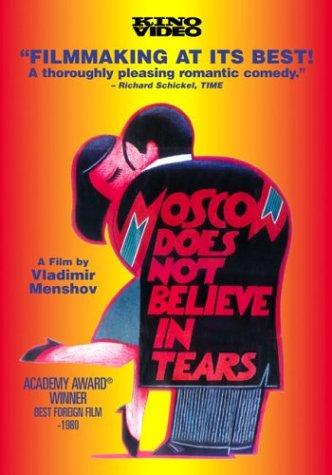 KINO
VIDEO
“FILMMAKING AT ITS BEST!
A thoroughly pleasing romantic comedy.”
– Richard Schickel, TIME
MOSCOW
DOES
NOT
BELIEVE
IN
TEARS
A Film by
Vladimir
Menshov
ACADEMY AWARD®
WINNER
BEST FOREIGN FILM
-1980